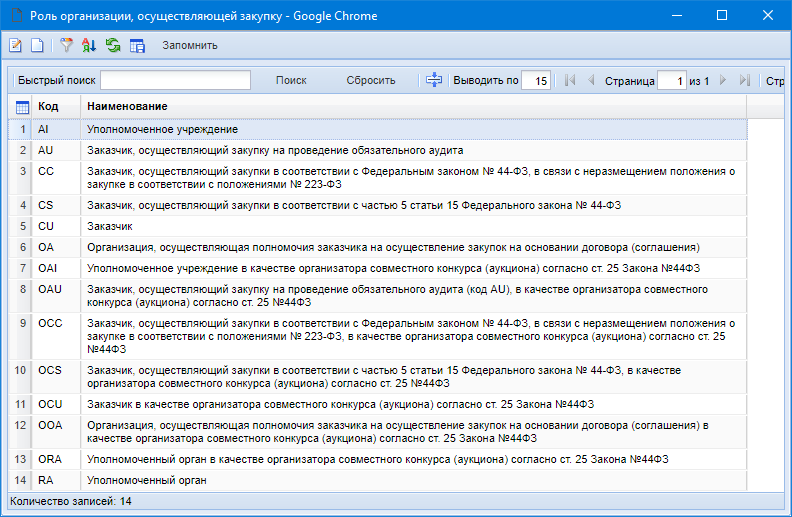 Роль организации, осуществляющей закупку - Google Chrome
Запомнить
Быстрый поиск Поиск Сбросить Выводить по 15 Страница 1 из 1 Стр
Код Наименование
1 AI Уполномоченное учреждение
2 AU Заказчик, осуществляющий закупку на проведение обязательного аудита
3 CC Заказчик, осуществляющий закупки в соответствии с Федеральным законом № 44-ФЗ, в связи с неразмещением положения о
закупке в соответствии с положениями № 223-ФЗ
4 CS Заказчик, осуществляющий закупки в соответствии с частью 5 статьи 15 Федерального закона № 44-ФЗ
5 CU Заказчик
6 OA Организация, осуществляющая полномочия заказчика на осуществление закупок на основании договора (соглашения)
7 OAI Уполномоченное учреждение в качестве организатора совместного конкурса (аукциона) согласно ст. 25 Закона №44ФЗ
8 OAU Заказчик, осуществляющий закупку на проведение обязательного аудита (код AU), в качестве организатора совместного
конкурса (аукциона) согласно ст. 25 №44ФЗ
9 OCC Заказчик, осуществляющий закупки в соответствии с Федеральным законом № 44-ФЗ, в связи с неразмещением положения о
закупке в соответствии с положениями № 223-ФЗ, в качестве организатора совместного конкурса (аукциона) согласно ст. 25
№44ФЗ
10 OCS Заказчик, осуществляющий закупки в соответствии с частью 5 статьи 15 Федерального закона № 44-ФЗ, в качестве
организатора совместного конкурса (аукциона) согласно ст. 25 №44ФЗ
11 OCU Заказчик в качестве организатора совместного конкурса (аукциона) согласно ст. 25 Закона №44ФЗ
12 OOA Организация, осуществляющая полномочия заказчика на осуществление закупок на основании договора (соглашения) в
качестве организатора совместного конкурса (аукциона) согласно ст. 25 Закона №44ФЗ
13 ORA Уполномоченный орган в качестве организатора совместного конкурса (аукциона) согласно ст. 25 Закона №44ФЗ
14 RA Уполномоченный орган
Количество записей: 14